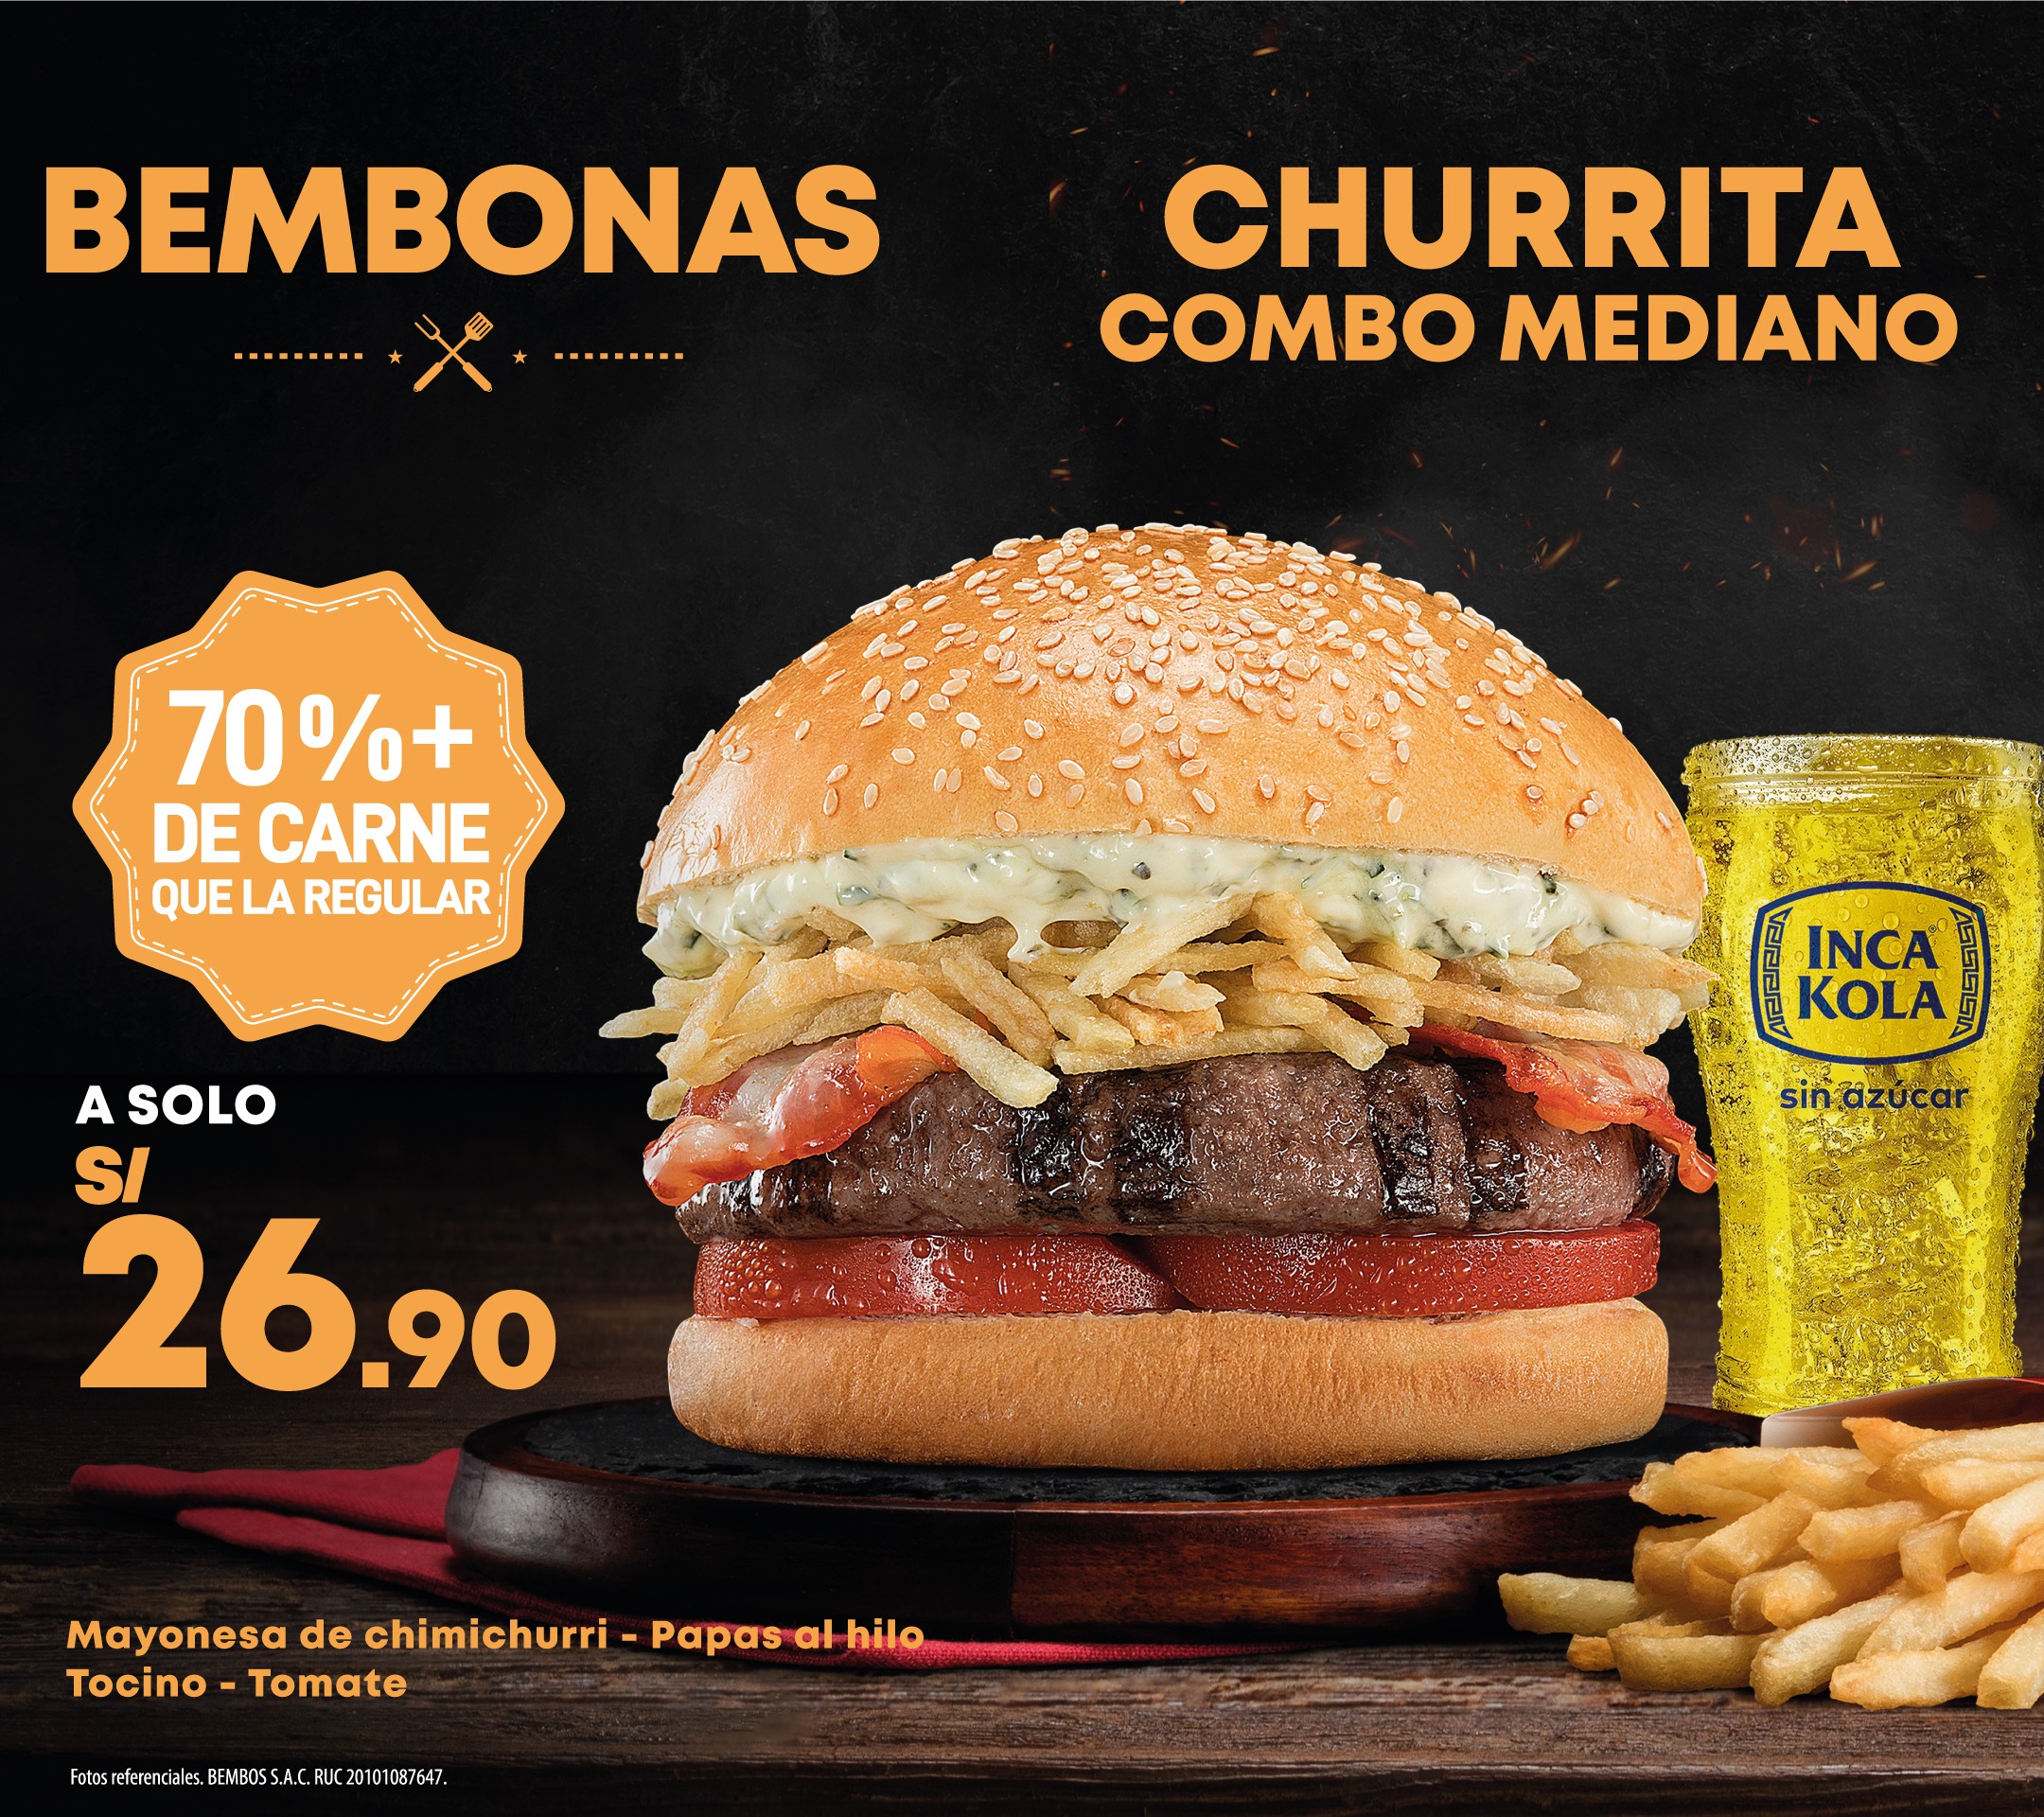 BEMBONAS
CHURRITA
COMBO MEDIANO
70%+
DE CARNE
QUE LA REGULAR
A SOLO
S/
26.90
INCA
KOLA
sin azúcar
Mayonesa de chimichurri - Papas al hilo
Tocino - Tomate
Fotos referenciales. BEMBOS S.A.C. RUC 20101087647.